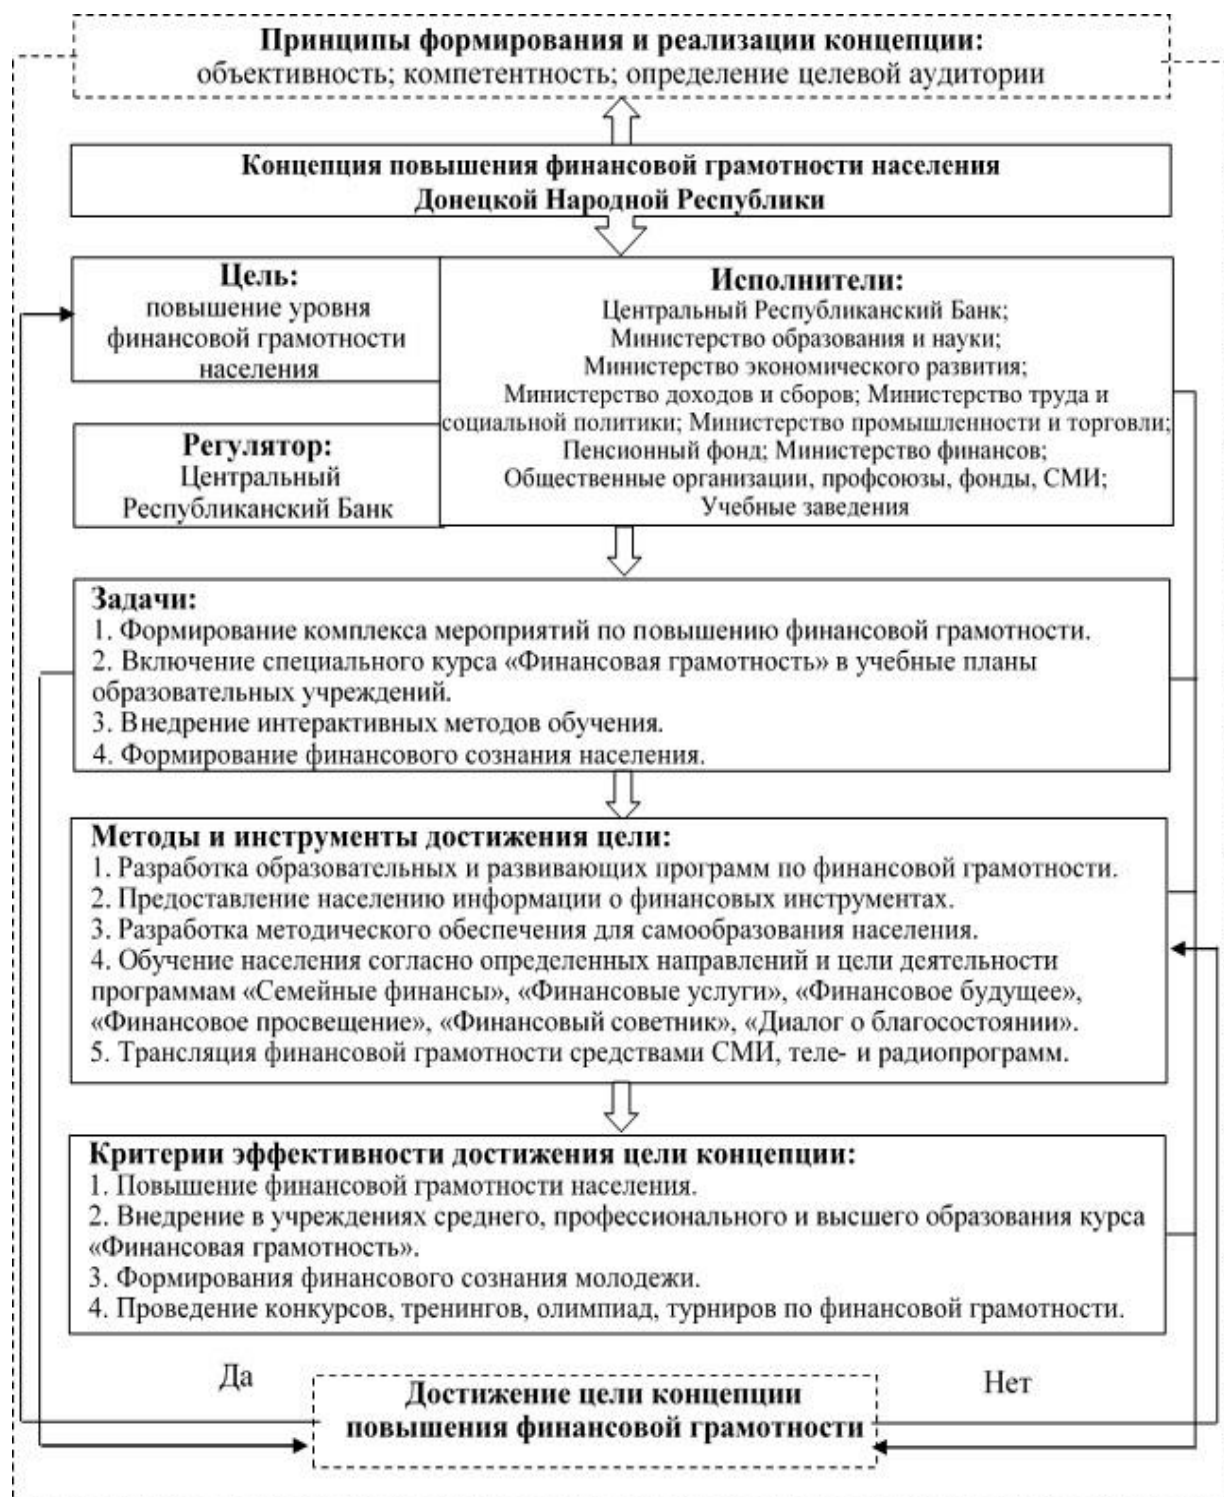 Принципы формирования и реализации концепции:
объективность; компетентность; определение целевой аудитории
Концепция повышения финансовой грамотности населения
Донецкой Народной Республики
Цель:
повышение уровня
финансовой грамотности
населения
Регулятор:
Центральный
Республиканский Банк
Исполнители:
Центральный Республиканский Банк;
Министерство образования и науки;
Министерство экономического развития;
Министерство доходов и сборов; Министерство труда и
социальной политики; Министерство промышленности и торговли;
Пенсионный фонд; Министерство финансов;
Общественные организации, профсоюзы, фонды, СМИ;
Учебные заведения
Задачи:
1. Формирование комплекса мероприятий по повышению финансовой грамотности.
2. Включение специального курса «Финансовая грамотность» в учебные планы
образовательных учреждений.
3. Внедрение интерактивных методов обучения.
4. Формирование финансового сознания населения.
Методы и инструменты достижения цели:
1. Разработка образовательных и развивающих программ по финансовой грамотности.
2. Предоставление населению информации о финансовых инструментах.
3. Разработка методического обеспечения для самообразования населения.
4. Обучение населения согласно определенных направлений и цели деятельности
программам «Семейные финансы», «Финансовые услуги», «Финансовое будущее»,
«Финансовое просвещение», «Финансовый советник», «Диалог о благосостоянии».
5. Трансляция финансовой грамотности средствами СМИ, теле- и радиопрограмм.
Критерии эффективности достижения цели концепции:
1. Повышение финансовой грамотности населения.
2. Внедрение в учреждениях среднего, профессионального и высшего образования курса
«Финансовая грамотность».
3. Формирования финансового сознания молодежи.
4. Проведение конкурсов, тренингов, олимпиад, турниров по финансовой грамотности.
Да
Нет
Достижение цели концепции
повышения финансовой грамотности